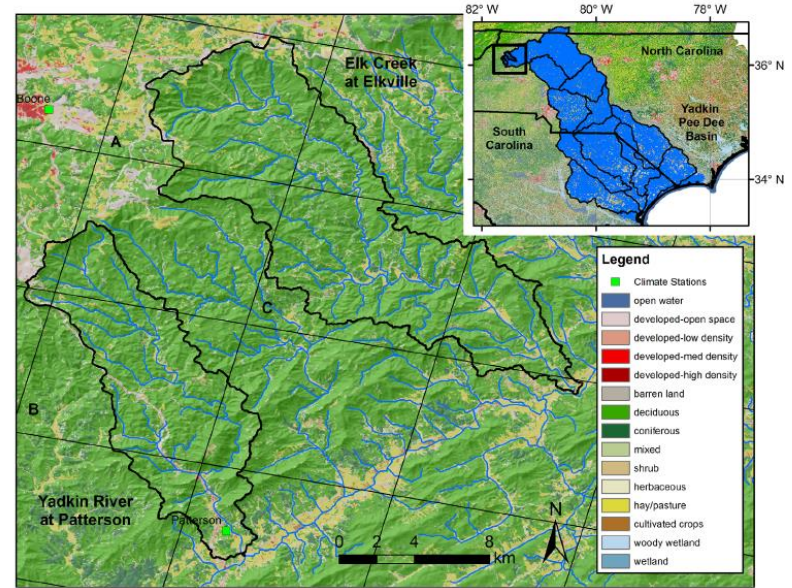 82° W
80° W
78° W
North Carolina
36° N
Yadkin
Pee Dee
Basin
South
Carolina
34° N
Elk Creek
at Elkville
Boone
A
C
B
Yadkin River
at Patterson
Patterson
Legend
Climate Stations
open water
developed-open space
developed-low density
developed-med density
developed-high density
barren land
deciduous
coniferous
mixed
shrub
herbaceous
hay/pasture
cultivated crops
woody wetland
wetland
N
0 2 4 8
km